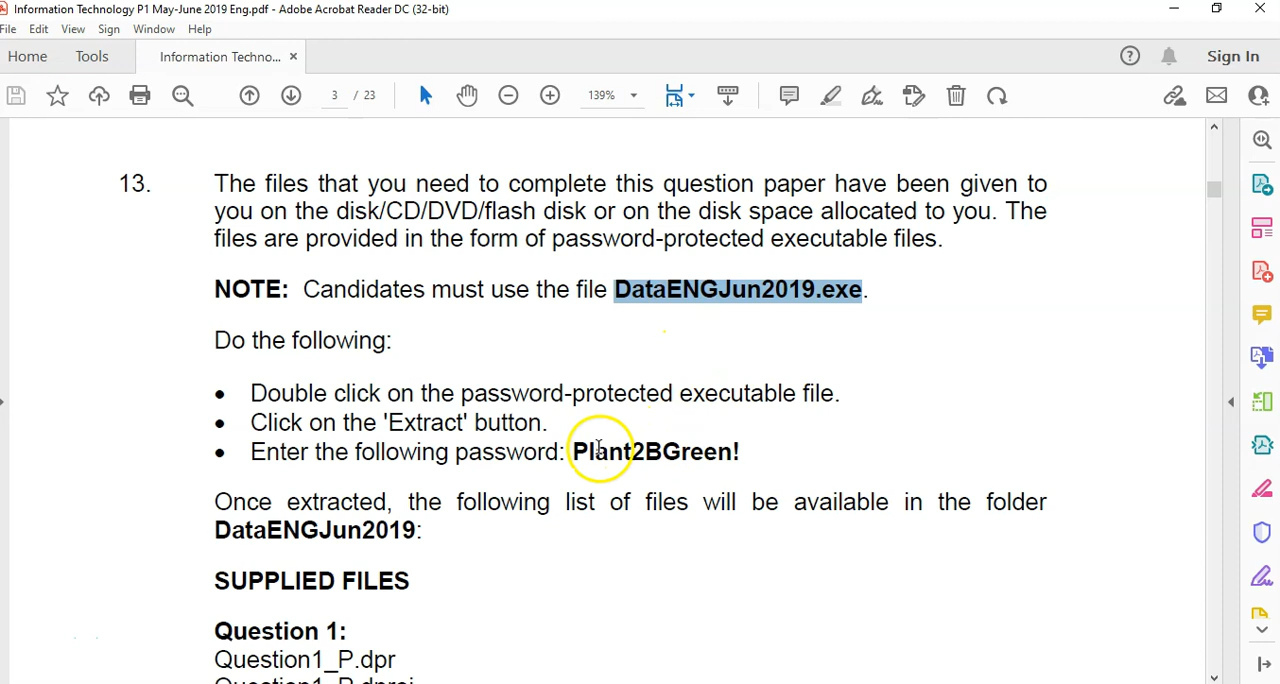 Information Technology P1 May-June 2019 Eng.pdf - Adobe Acrobat Reader DC (32-bit)
File Edit View Sign Window Help
Home Tools Information Techno... × Sign In
3 / 23 139%
13. The files that you need to complete this question paper have been given to
you on the disk/CD/DVD/flash disk or on the disk space allocated to you. The
files are provided in the form of password-protected executable files.
NOTE: Candidates must use the file DataENGJun2019.exe.
Do the following:
• Double click on the password-protected executable file.
• Click on the 'Extract' button.
• Enter the following password: Plant2BGreen!
Once extracted, the following list of files will be available in the folder
DataENGJun2019:
SUPPLIED FILES
Question 1:
Question1_P.dpr
Question1_P.dproj